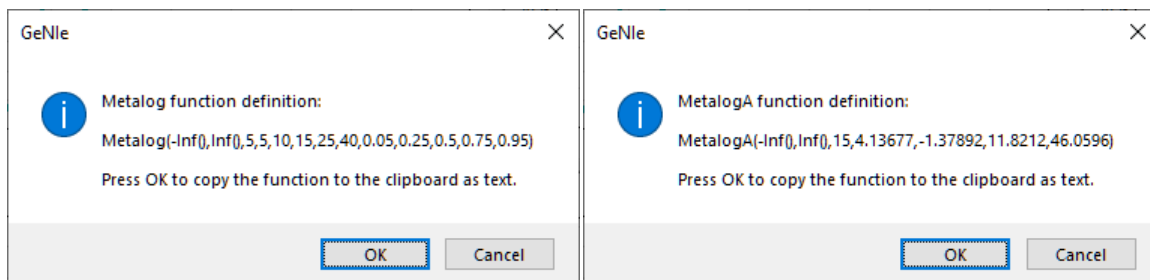 GeNIe
Metalog function definition:
Metalog(-Inf(),Inf(),5,5,10,15,25,40,0.05,0.25,0.5,0.75,0.95)
Press OK to copy the function to the clipboard as text.
OK Cancel
GeNIe
MetalogA function definition:
MetalogA(-Inf(),Inf(),15,4.13677,-1.37892,11.8212,46.0596)
Press OK to copy the function to the clipboard as text.
OK Cancel